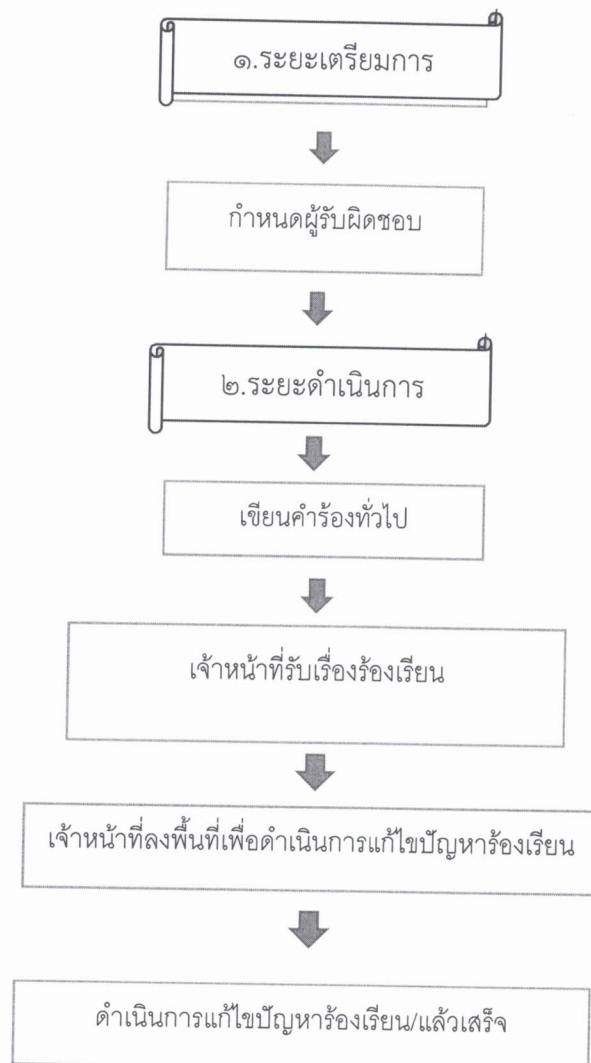 ๑.ระยะเตรียมการ
กำหนดผู้รับผิดชอบ
๒.ระยะดำเนินการ
เขียนคำร้องทั่วไป
เจ้าหน้าที่รับเรื่องร้องเรียน
เจ้าหน้าที่ลงพื้นที่เพื่อดำเนินการแก้ไขปัญหาร้องเรียน
ดำเนินการแก้ไขปัญหาร้องเรียน/แล้วเสร็จ